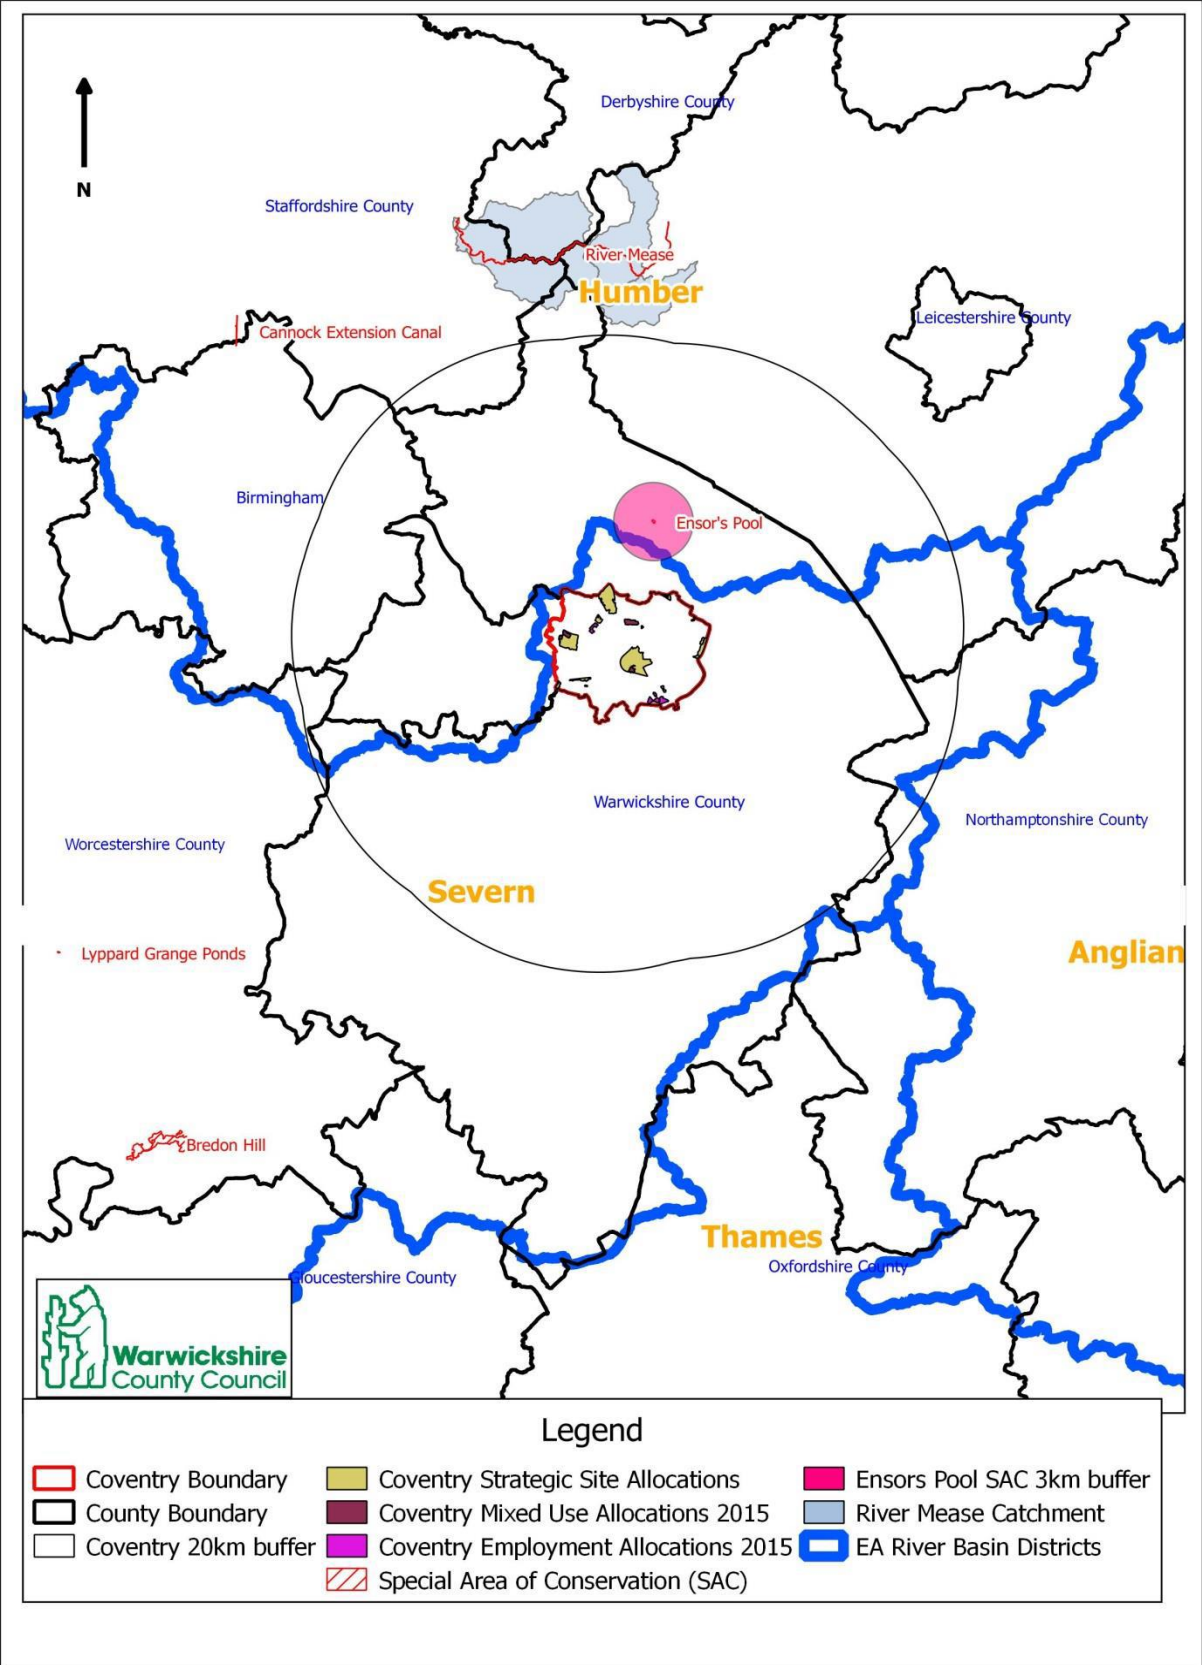 Derbyshire County
N
Staffordshire County
River Mease
Humber
Leicestershire County
Cannock Extension Canal
Birmingham
Ensor's Pool
Warwickshire County
Northamptonshire County
Worcestershire County
Severn
Lyppard Grange Ponds
Anglian
Bredon Hill
Thames
Oxfordshire County
Gloucestershire County
Warwickshire
County Council
Legend
Coventry Boundary
County Boundary
Coventry 20km buffer
Coventry Strategic Site Allocations
Coventry Mixed Use Allocations 2015
Coventry Employment Allocations 2015
Special Area of Conservation (SAC)
Ensors Pool SAC 3km buffer
River Mease Catchment
EA River Basin Districts